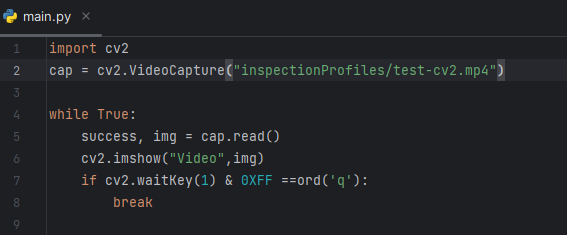 main.py ×
1 import cv2
2 cap = cv2.VideoCapture("inspectionProfiles/test-cv2.mp4")
3
4 while True:
5     success, img = cap.read()
6     cv2.imshow("Video",img)
7     if cv2.waitKey(1) & 0XFF ==ord('q'):
8         break
9